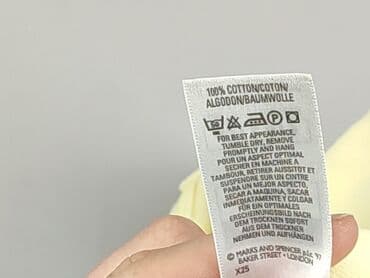 100% COTTON/COTON/
ALGODON/BAUMWOLLE
FOR BEST APPEARANCE,
TUMBLE DRY, REMOVE
PROMPTLY AND HANG
POUR UN ASPECT OPTIMAL
SECHER EN MACHINE A
TAMBOUR, RETIRER AUSSITOT ET
SUSPENDRE SUR UN CINTRE
PARA UN MEJOR ASPECTO,
SECAR A MAQUINA, SACAR
INMEDIATAMENTE Y COLGAR
FÜR EIN OPTIMALES
ERSCHEINUNGSBILD NACH
DEM TROCKNEN SOFORT
AUS DEM TROCKNER
NEHMEN UND AUFHÄNGEN
© MARKS AND SPENCER plc '97
BAKER STREET • LONDON
X25